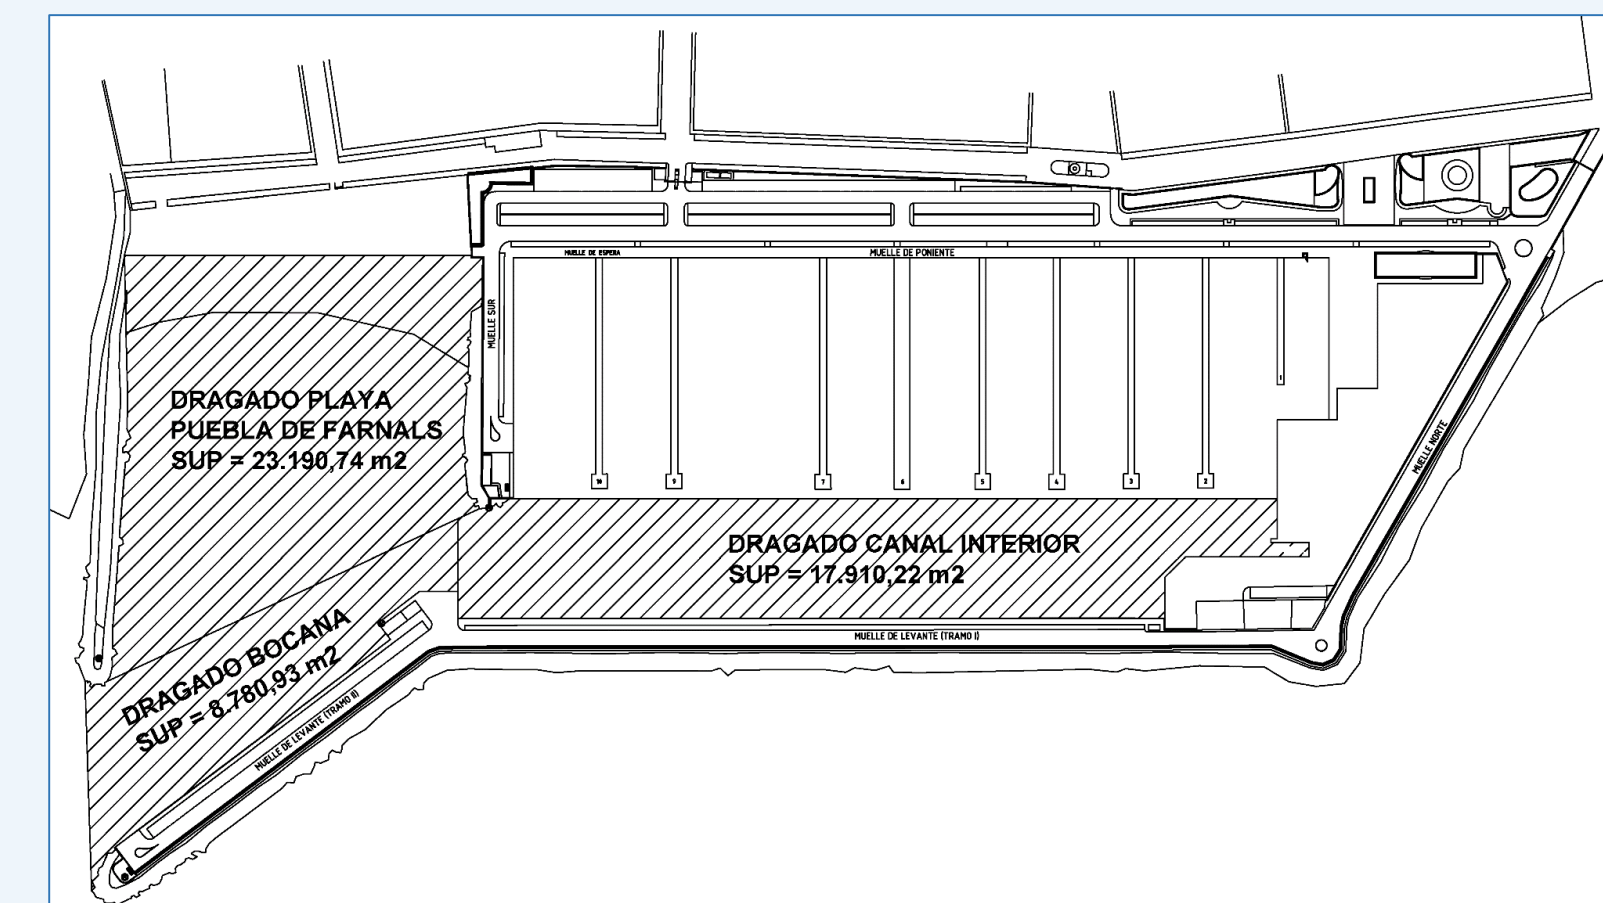 MUELLE DE ESPERA
MUELLE DE PONIENTE
MUELLE SUR
DRAGADO PLAYA
PUEBLA DE FARNALS
SUP = 23.190,74 m2
1
MUELLE NORTE
10
9
7
6
5
4
3
2
DRAGADO CANAL INTERIOR
SUP = 17.910,22 m2
DRAGADO BOCANA
SUP = 8.780,93 m2
MUELLE DE LEVANTE (TRAMO I)
MUELLE DE LEVANTE (TRAMO II)